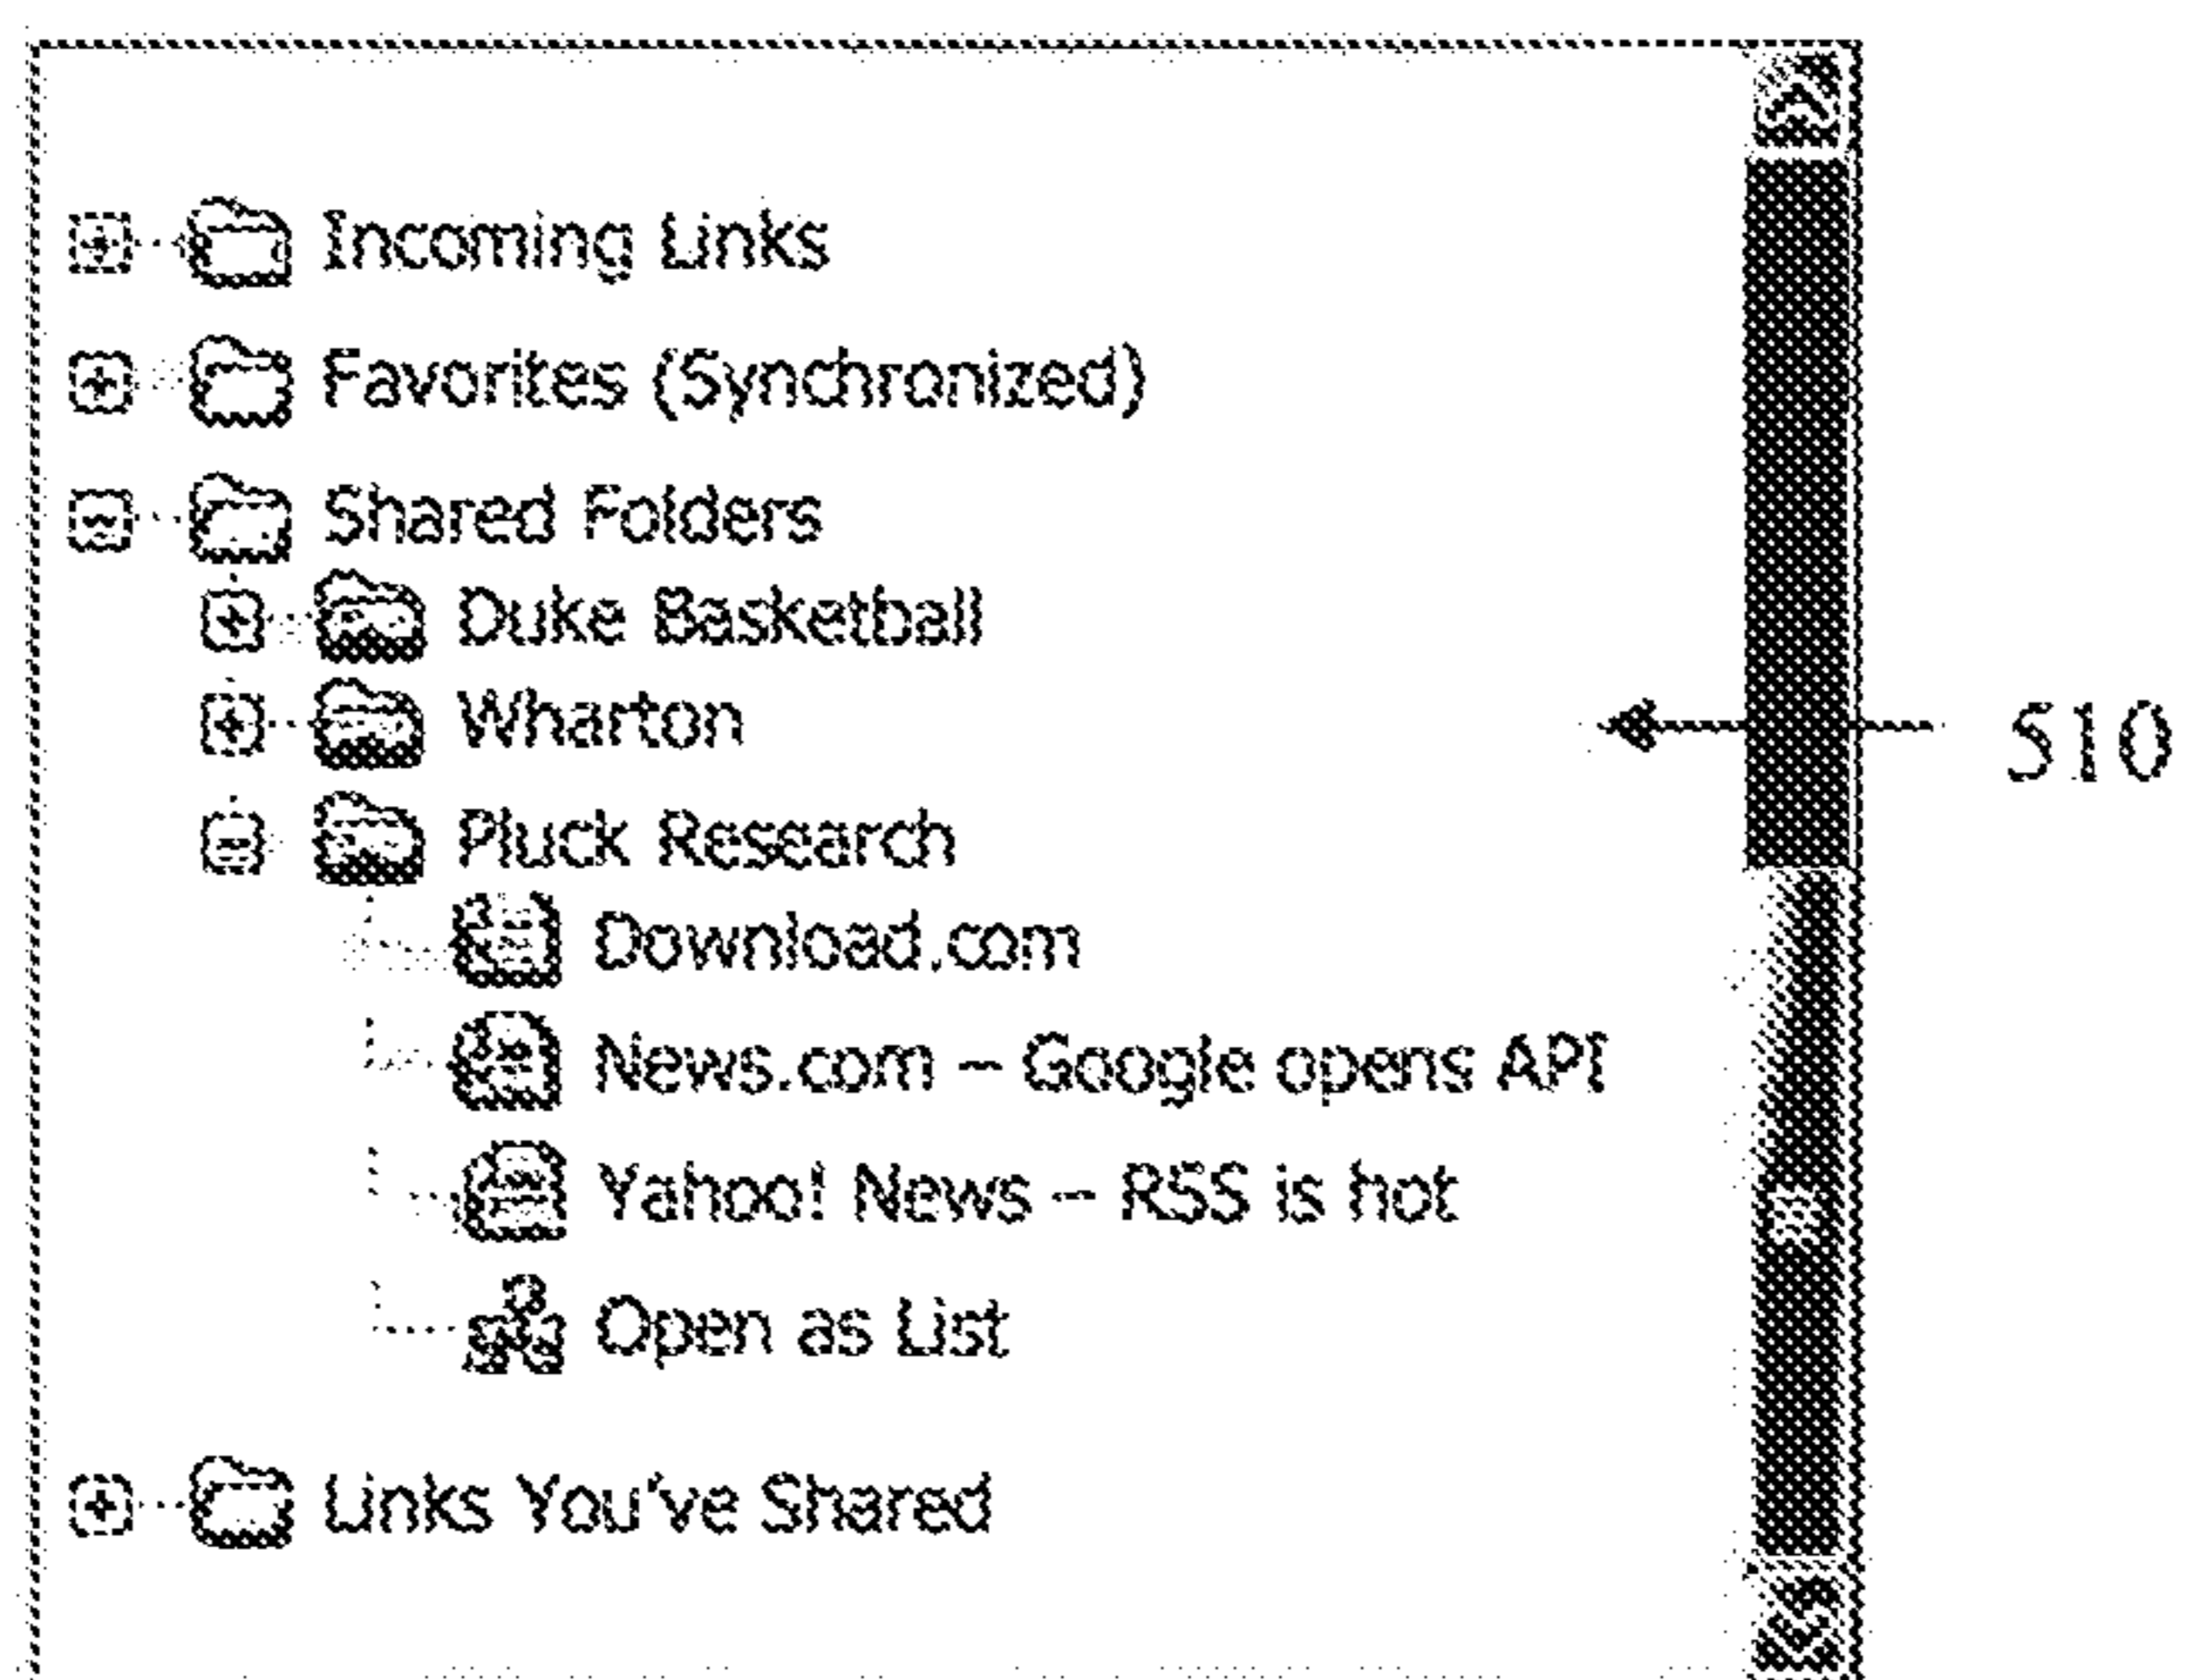 Incoming Links
Favorites (Synchronized)
Shared Folders
Duke Basketball
Wharton
510
Pluck Research
Download.com
News.com – Google opens API
Yahoo! News – RSS is hot
Open as List
Links You've Shared